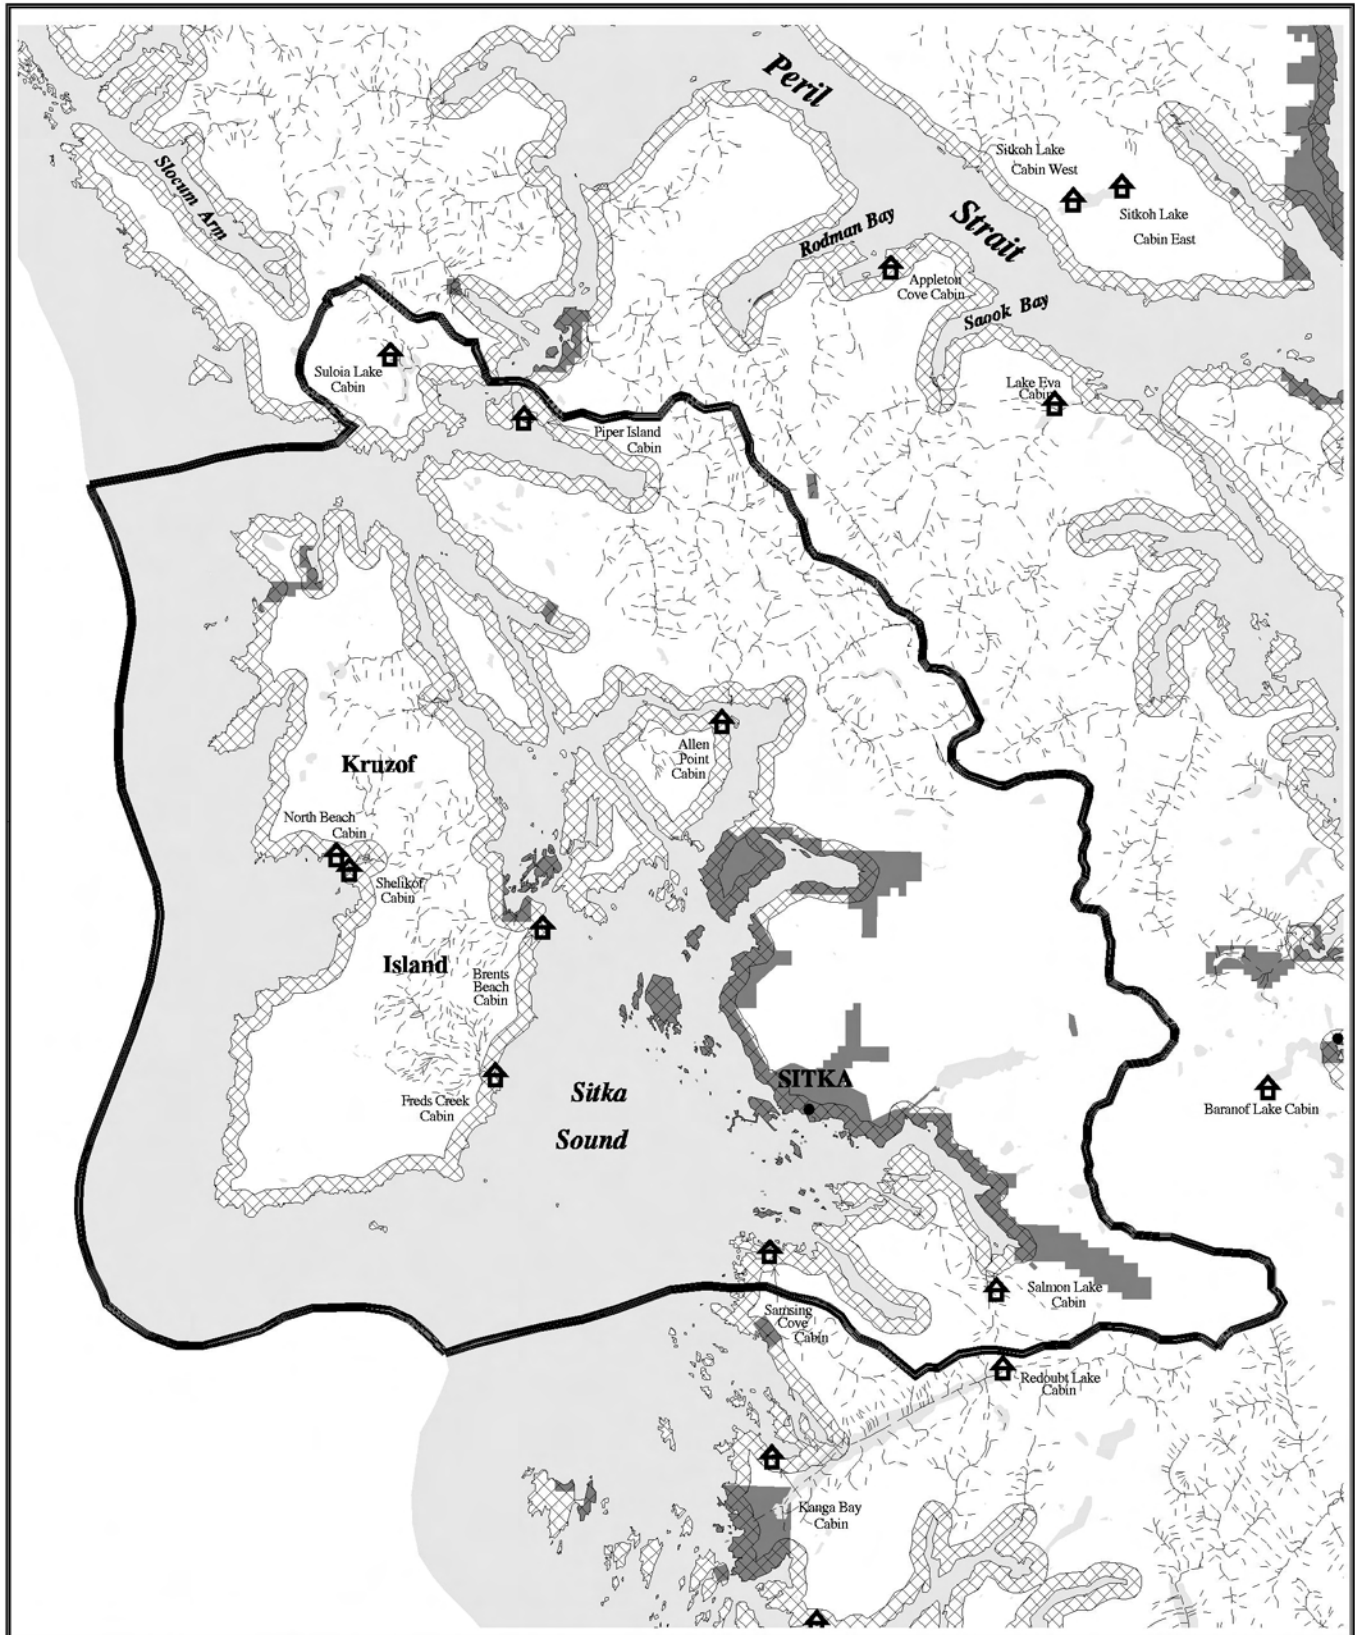 Peril
Slocum Arm
Sitkoh Lake
Cabin West
Sitkoh Lake
Cabin East
Strait
Rodman Bay
Appleton
Cove Cabin
Saook Bay
Suloia Lake
Cabin
Lake Eva
Cabin
Piper Island
Cabin
Allen
Point
Cabin
Kruzof
North Beach
Cabin
Shelikof
Cabin
Island
Brents
Beach
Cabin
Freds Creek
Cabin
Sitka
Sound
SITKA
Baranof Lake Cabin
Salmon Lake
Cabin
Samsing
Cove
Cabin
Redoubt Lake
Cabin
Kanga Bay
Cabin